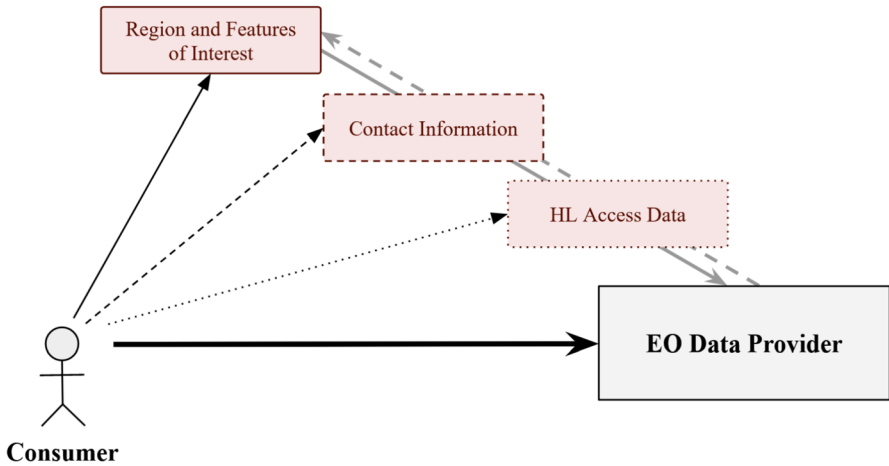 Region and Features
of Interest
Contact Information
HL Access Data
EO Data Provider
Consumer